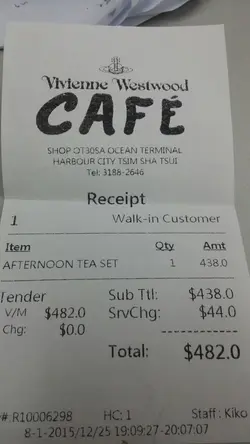 Vivienne Westwood
CAFÉ
SHOP OT305A OCEAN TERMINAL
HARBOUR CITY TSIM SHA TSUI
Tel: 3188-2646
Receipt
1 Walk-in Customer
Item Qty Amt
AFTERNOON TEA SET 1 438.0
Tender Sub Ttl: $438.0
V/M $482.0 SrvChg: $44.0
Chg: $0.0 --------------
Total: $482.0
#:R10006298 HC: 1 Staff: Kiko
8-1-2015/12/25 19:09:27-20:07:07